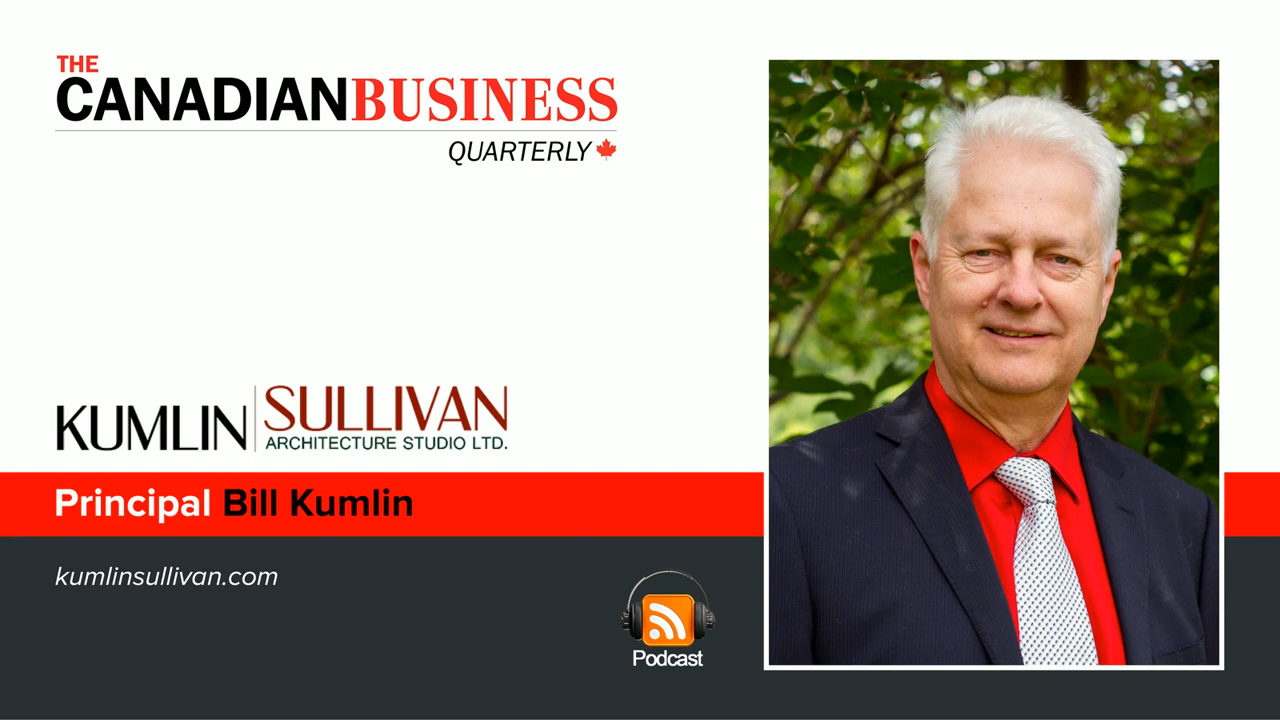 THE
CANADIANBUSINESS
QUARTERLY
KUMLIN SULLIVAN
ARCHITECTURE STUDIO LTD.
Principal Bill Kumlin
kumlinsullivan.com
Podcast